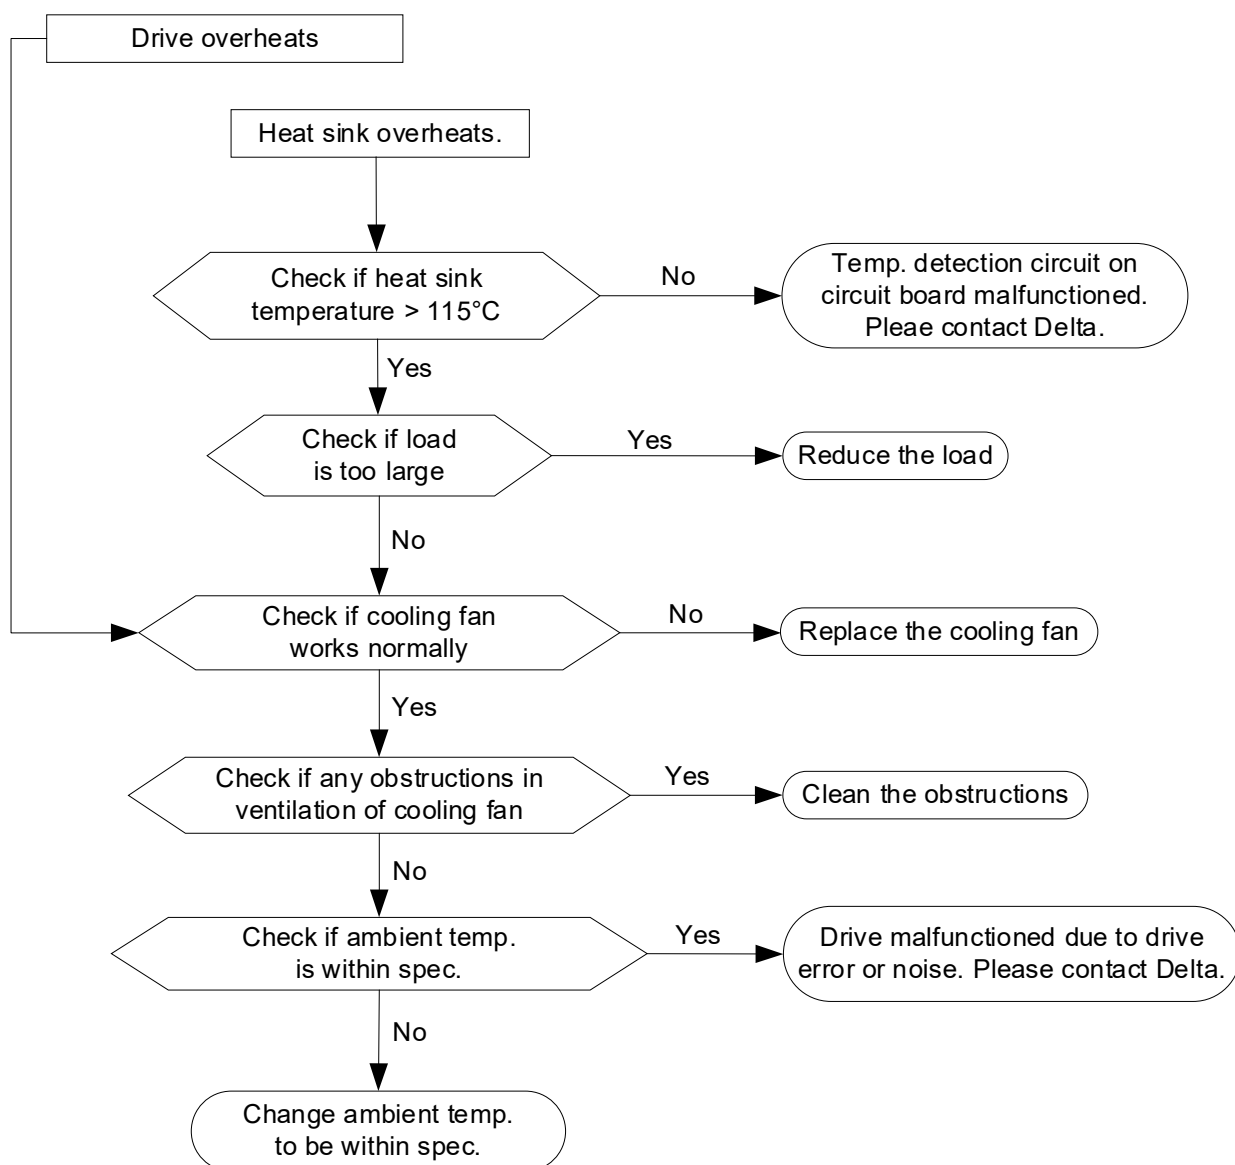 Drive overheats
Heat sink overheats.
Check if heat sink
temperature > 115°C
No
Temp. detection circuit on
circuit board malfunctioned.
Pleae contact Delta.
Yes
Check if load
is too large
Yes
Reduce the load
No
Check if cooling fan
works normally
No
Replace the cooling fan
Yes
Check if any obstructions in
ventilation of cooling fan
Yes
Clean the obstructions
No
Check if ambient temp.
is within spec.
Yes
Drive malfunctioned due to drive
error or noise. Please contact Delta.
No
Change ambient temp.
to be within spec.